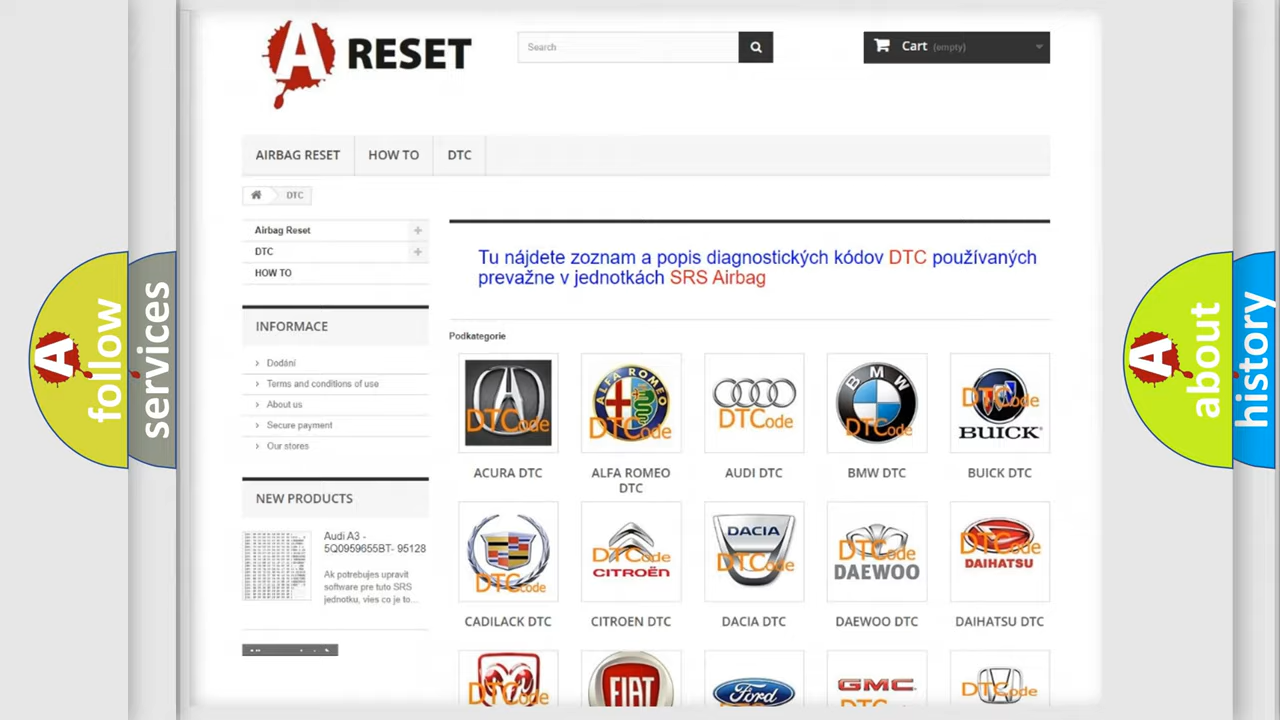 A RESET
Search
Cart (empty)
AIRBAG RESET
HOW TO
DTC
DTC
Airbag Reset
DTC
HOW TO
INFORMACE
Dodání
Terms and conditions of use
About us
Secure payment
Our stores
NEW PRODUCTS
Audi A3 -
5Q0959655BT- 95128
Ak potrebujes upravit
software pre tuto SRS
jednotku, vies co je to...
Tu nájdete zoznam a popis diagnostických kódov DTC používaných
prevažne v jednotkách SRS Airbag
Podkategorie
DTCode
ALFA ROMEO
DTCode
DTCode
BMW
DTCode
DTCode
BUICK
ACURA DTC
ALFA ROMEO
DTC
AUDI DTC
BMW DTC
BUICK DTC
DTCode
DTCode
CITROËN
DACIA
DTCode
DTCode
DAEWOO
DTCode
DAIHATSU
CADILACK DTC
CITROEN DTC
DACIA DTC
DAEWOO DTC
DAIHATSU DTC
DTCode
FIAT
Ford
GMC
DTCode
A
follow
services
A
about
history